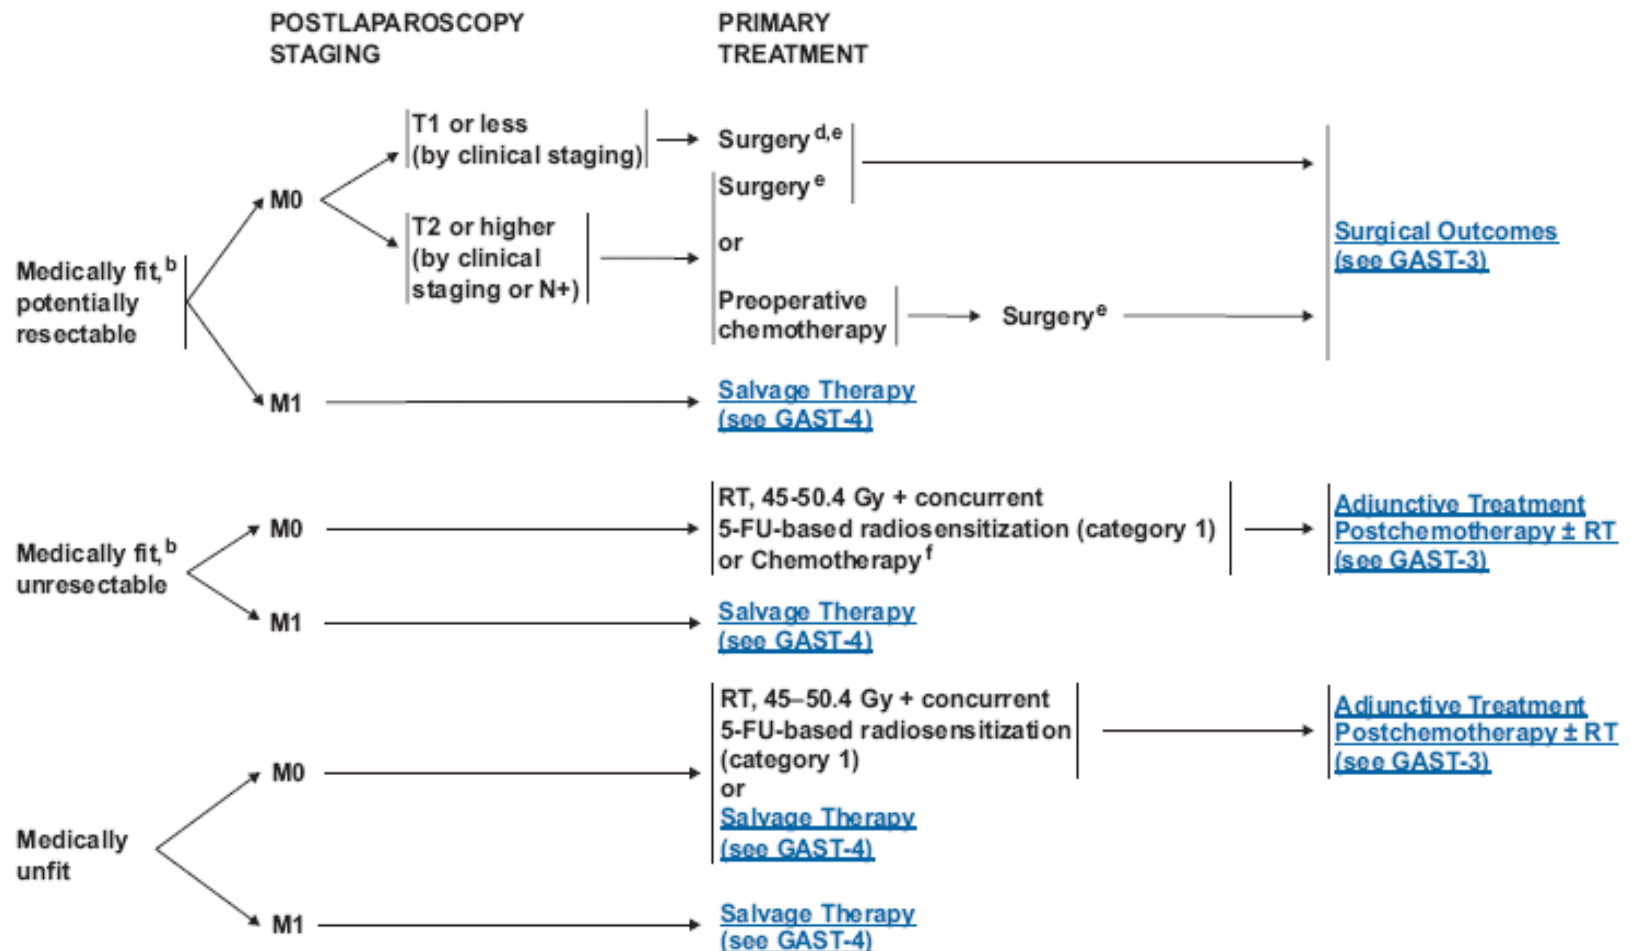 POSTLAPAROSCOPY
STAGING
PRIMARY
TREATMENT
Medically fit,b
potentially
resectable
M0
T1 or less
(by clinical staging)
Surgery d,e
T2 or higher
(by clinical
staging or N+)
Surgery e
or
Preoperative
chemotherapy
Surgery e
Surgical Outcomes
(see GAST-3)
M1
Salvage Therapy
(see GAST-4)
Medically fit,b
unresectable
M0
RT, 45-50.4 Gy + concurrent
5-FU-based radiosensitization (category 1)
or Chemotherapy f
Adjunctive Treatment
Postchemotherapy ± RT
(see GAST-3)
M1
Salvage Therapy
(see GAST-4)
Medically
unfit
M0
RT, 45–50.4 Gy + concurrent
5-FU-based radiosensitization
(category 1)
or
Salvage Therapy
(see GAST-4)
Adjunctive Treatment
Postchemotherapy ± RT
(see GAST-3)
M1
Salvage Therapy
(see GAST-4)